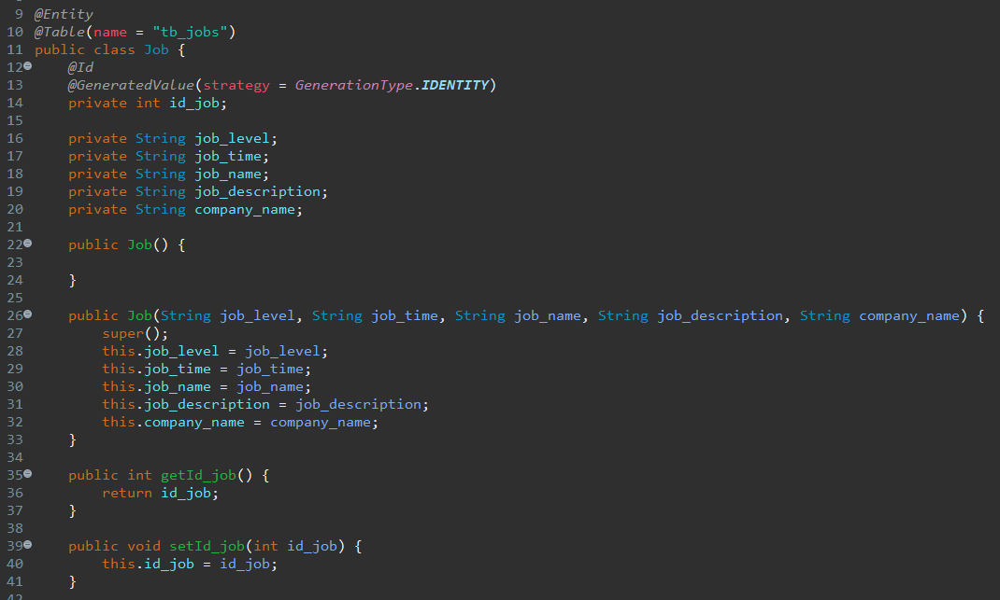 9 @Entity
10 @Table(name = "tb_jobs")
11 public class Job {
12 @Id
13 @GeneratedValue(strategy = GenerationType.IDENTITY)
14 private int id_job;
15
16 private String job_level;
17 private String job_time;
18 private String job_name;
19 private String job_description;
20 private String company_name;
21
22 public Job() {
23
24 }
25
26 public Job(String job_level, String job_time, String job_name, String job_description, String company_name) {
27 super();
28 this.job_level = job_level;
29 this.job_time = job_time;
30 this.job_name = job_name;
31 this.job_description = job_description;
32 this.company_name = company_name;
33 }
34
35 public int getId_job() {
36 return id_job;
37 }
38
39 public void setId_job(int id_job) {
40 this.id_job = id_job;
41 }
42